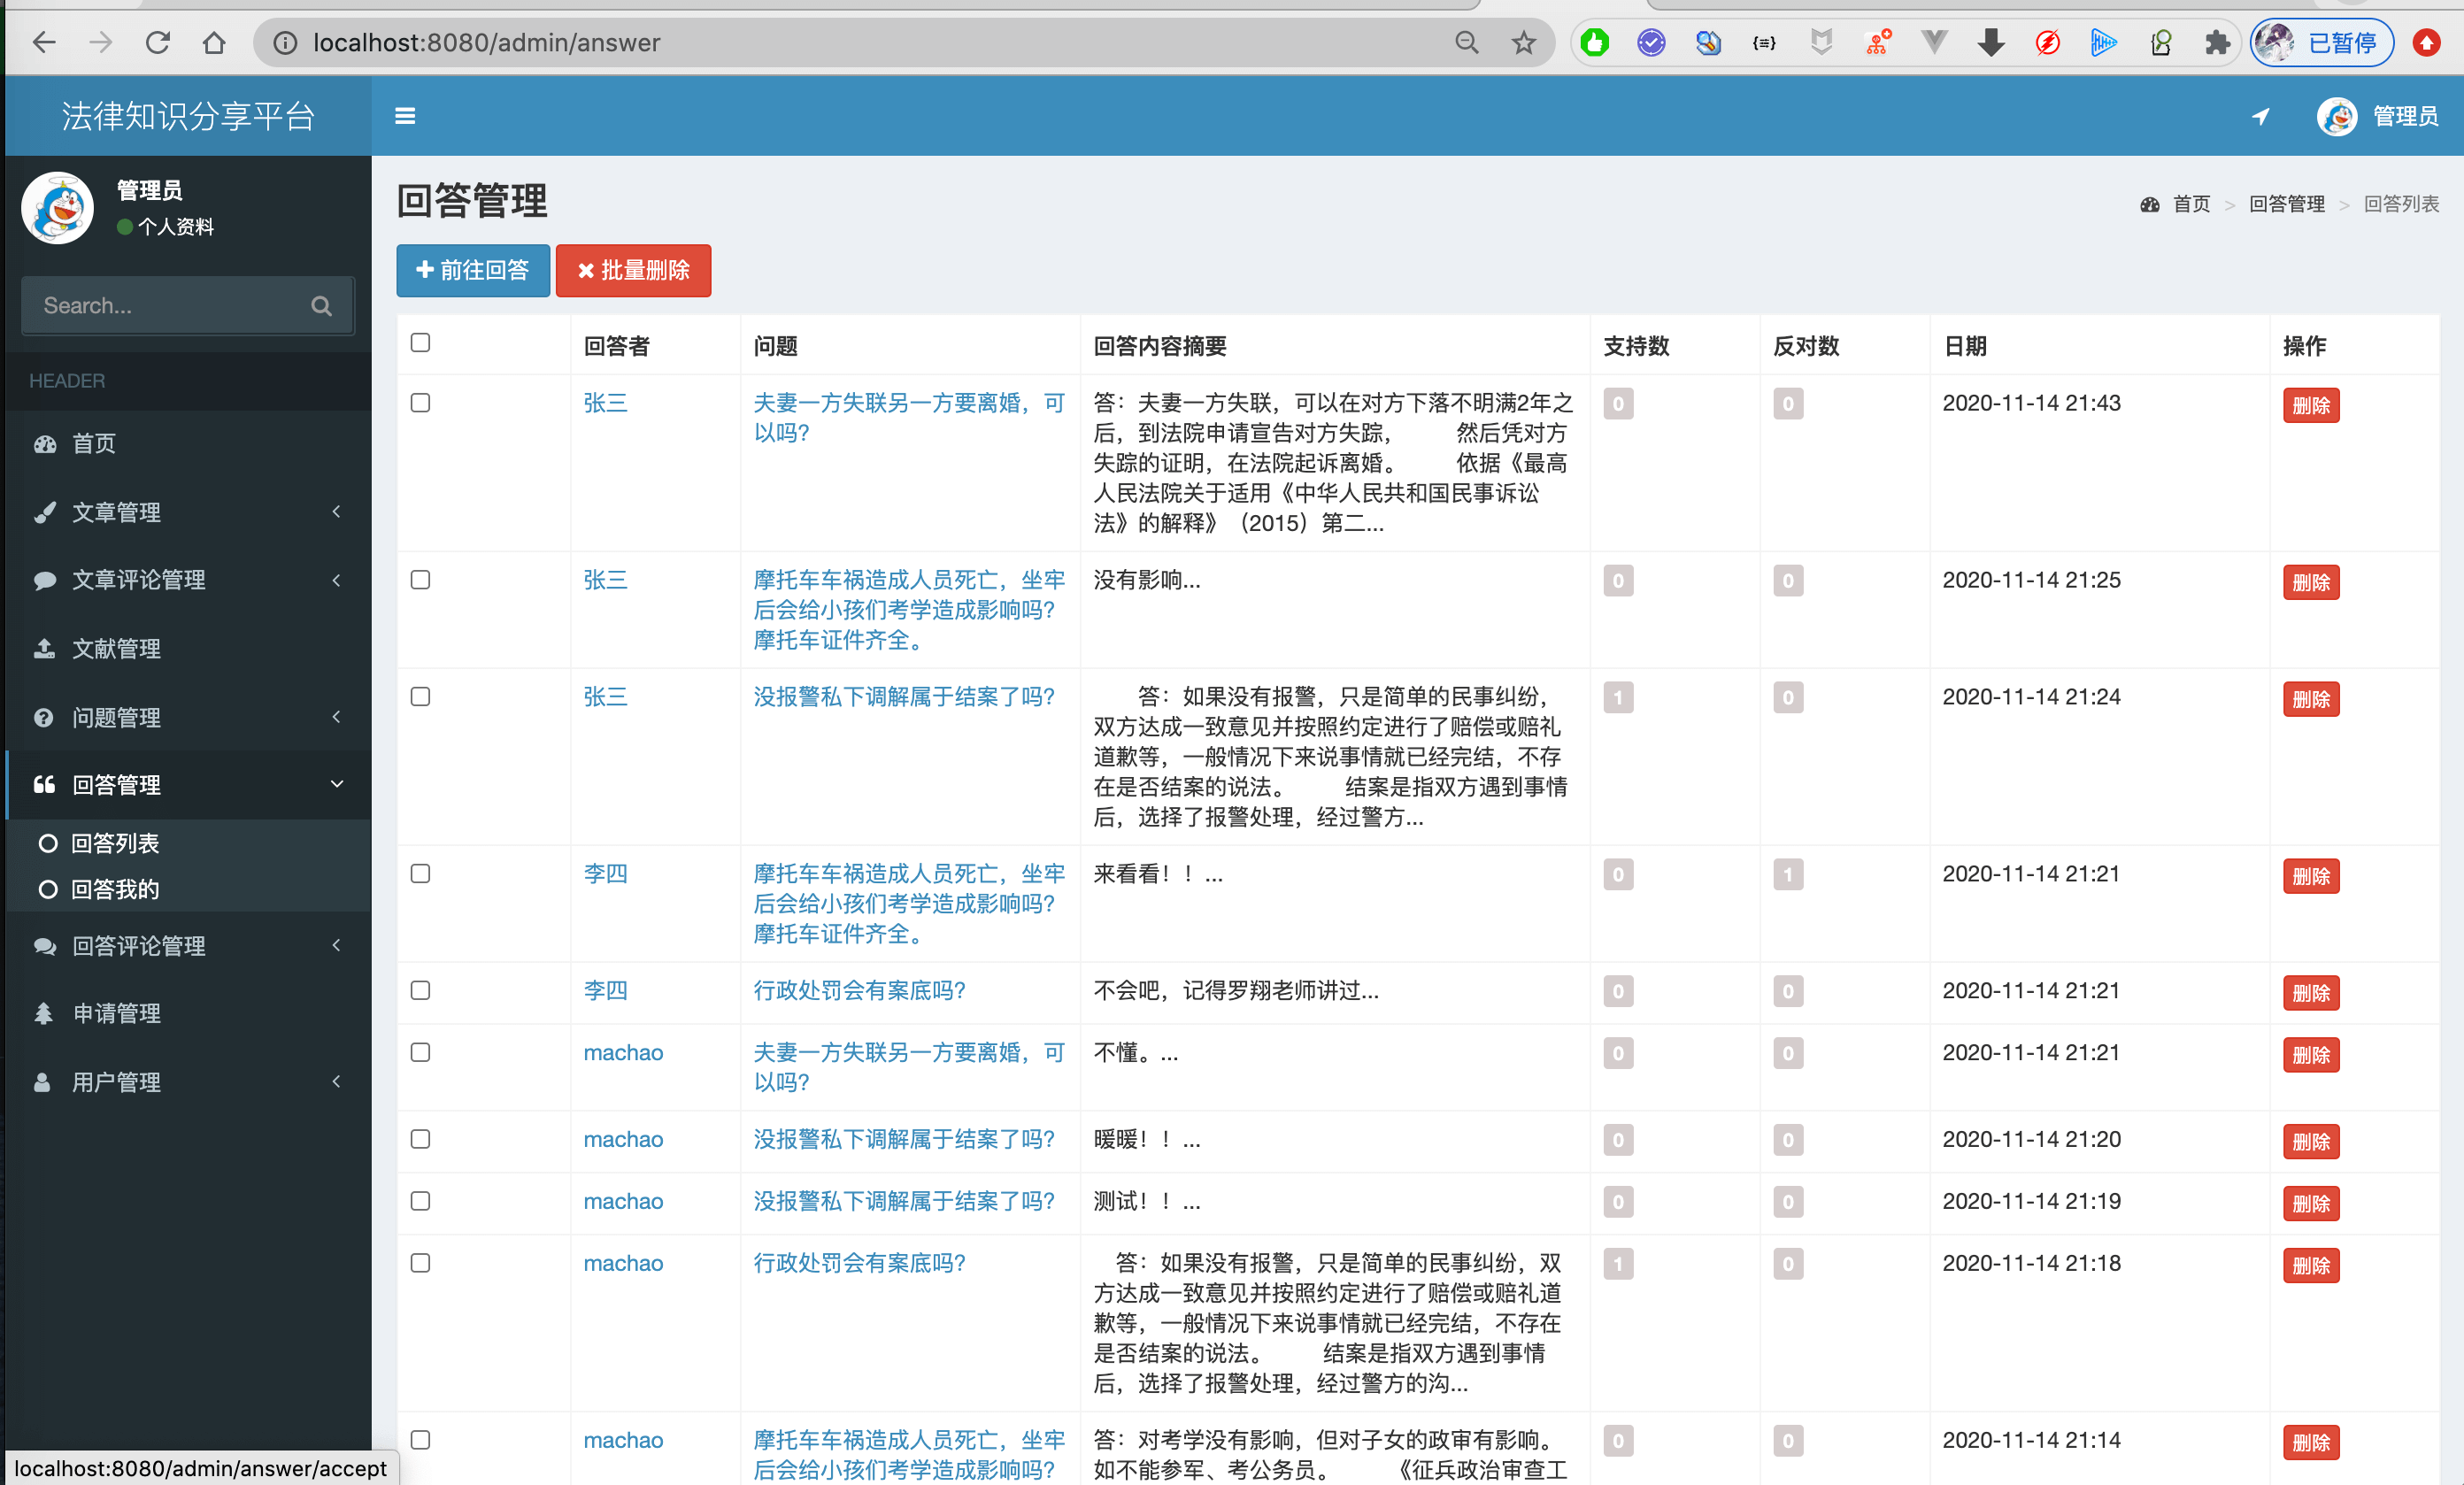 localhost:8080/admin/answer
已暂停
法律知识分享平台
管理员
管理员
个人资料
Search...
HEADER
首页
文章管理
文章评论管理
文献管理
问题管理
回答管理
回答列表
回答我的
回答评论管理
申请管理
用户管理
回答管理
首页 > 回答管理 > 回答列表
前往回答
批量删除
回答者 问题 回答内容摘要 支持数 反对数 日期 操作
张三
夫妻一方失联另一方要离婚，可
以吗?
答：夫妻一方失联，可以在对方下落不明满2年之
后，到法院申请宣告对方失踪， 然后凭对方
失踪的证明，在法院起诉离婚。 依据《最高
人民法院关于适用《中华人民共和国民事诉讼
法》的解释》（2015）第二...
0 0 2020-11-14 21:43 删除
张三
摩托车车祸造成人员死亡，坐牢
后会给小孩们考学造成影响吗?
摩托车证件齐全。
没有影响...
0 0 2020-11-14 21:25 删除
张三
没报警私下调解属于结案了吗?
答：如果没有报警，只是简单的民事纠纷，
双方达成一致意见并按照约定进行了赔偿或赔礼
道歉等，一般情况下来说事情就已经完结，不存
在是否结案的说法。 结案是指双方遇到事情
后，选择了报警处理，经过警方...
1 0 2020-11-14 21:24 删除
李四
摩托车车祸造成人员死亡，坐牢
后会给小孩们考学造成影响吗?
摩托车证件齐全。
来看看！！...
0 1 2020-11-14 21:21 删除
李四
行政处罚会有案底吗?
不会吧，记得罗翔老师讲过...
0 0 2020-11-14 21:21 删除
machao
夫妻一方失联另一方要离婚，可
以吗?
不懂。...
0 0 2020-11-14 21:21 删除
machao
没报警私下调解属于结案了吗?
暖暖！！...
0 0 2020-11-14 21:20 删除
machao
没报警私下调解属于结案了吗?
测试！！...
0 0 2020-11-14 21:19 删除
machao
行政处罚会有案底吗?
答：如果没有报警，只是简单的民事纠纷，双
方达成一致意见并按照约定进行了赔偿或赔礼道
歉等，一般情况下来说事情就已经完结，不存在
是否结案的说法。 结案是指双方遇到事情
后，选择了报警处理，经过警方的沟...
1 0 2020-11-14 21:18 删除
machao
摩托车车祸造成人员死亡，坐牢
后会给小孩们考学造成影响吗?
答：对考学没有影响，但对子女的政审有影响。
如不能参军、考公务员。 《征兵政治审查工
0 0 2020-11-14 21:14 删除
localhost:8080/admin/answer/accept